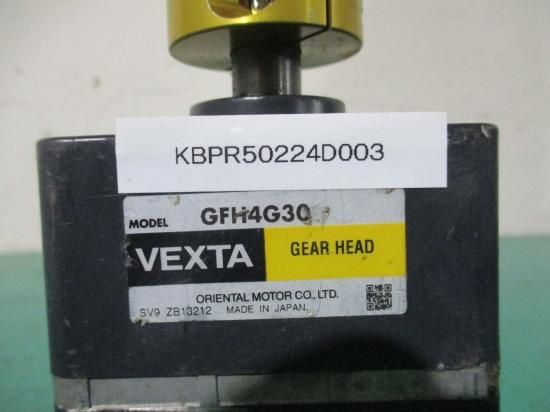 KBPR50224D003
MODEL GFH4G30
VEXTA GEAR HEAD
ORIENTAL MOTOR CO., LTD.
SV9 ZB13212 MADE IN JAPAN